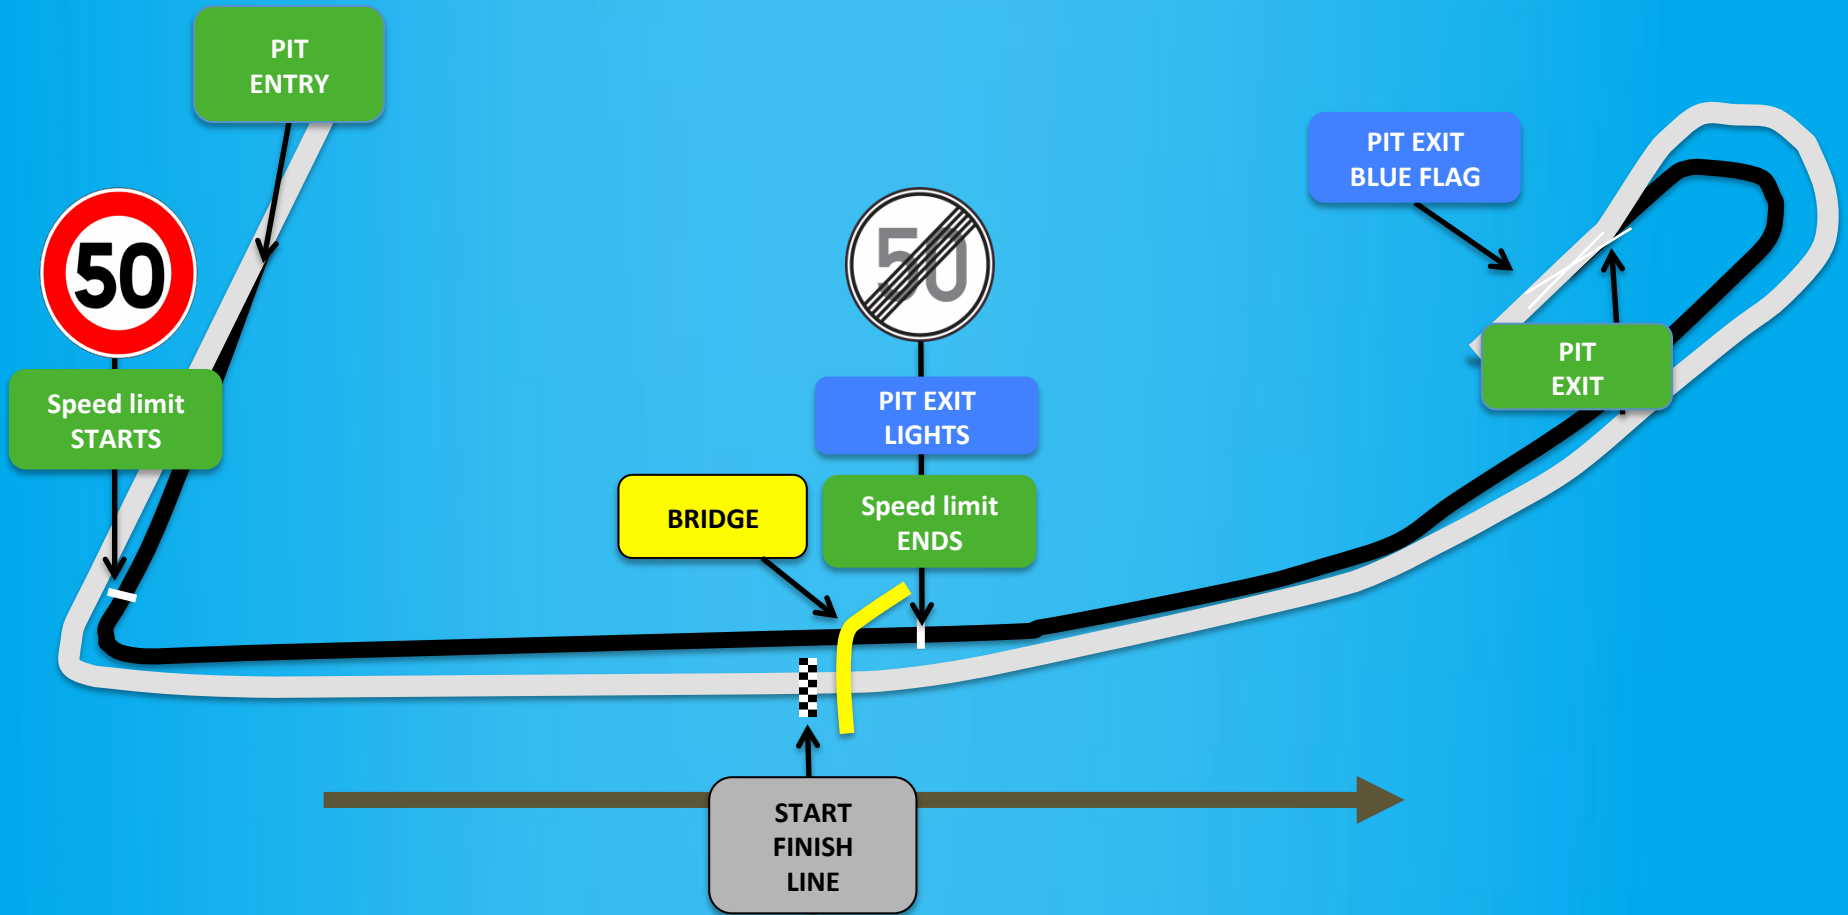 PIT
ENTRY
50
Speed limit
STARTS
50
PIT EXIT
LIGHTS
BRIDGE
Speed limit
ENDS
PIT EXIT
BLUE FLAG
PIT
EXIT
START
FINISH
LINE